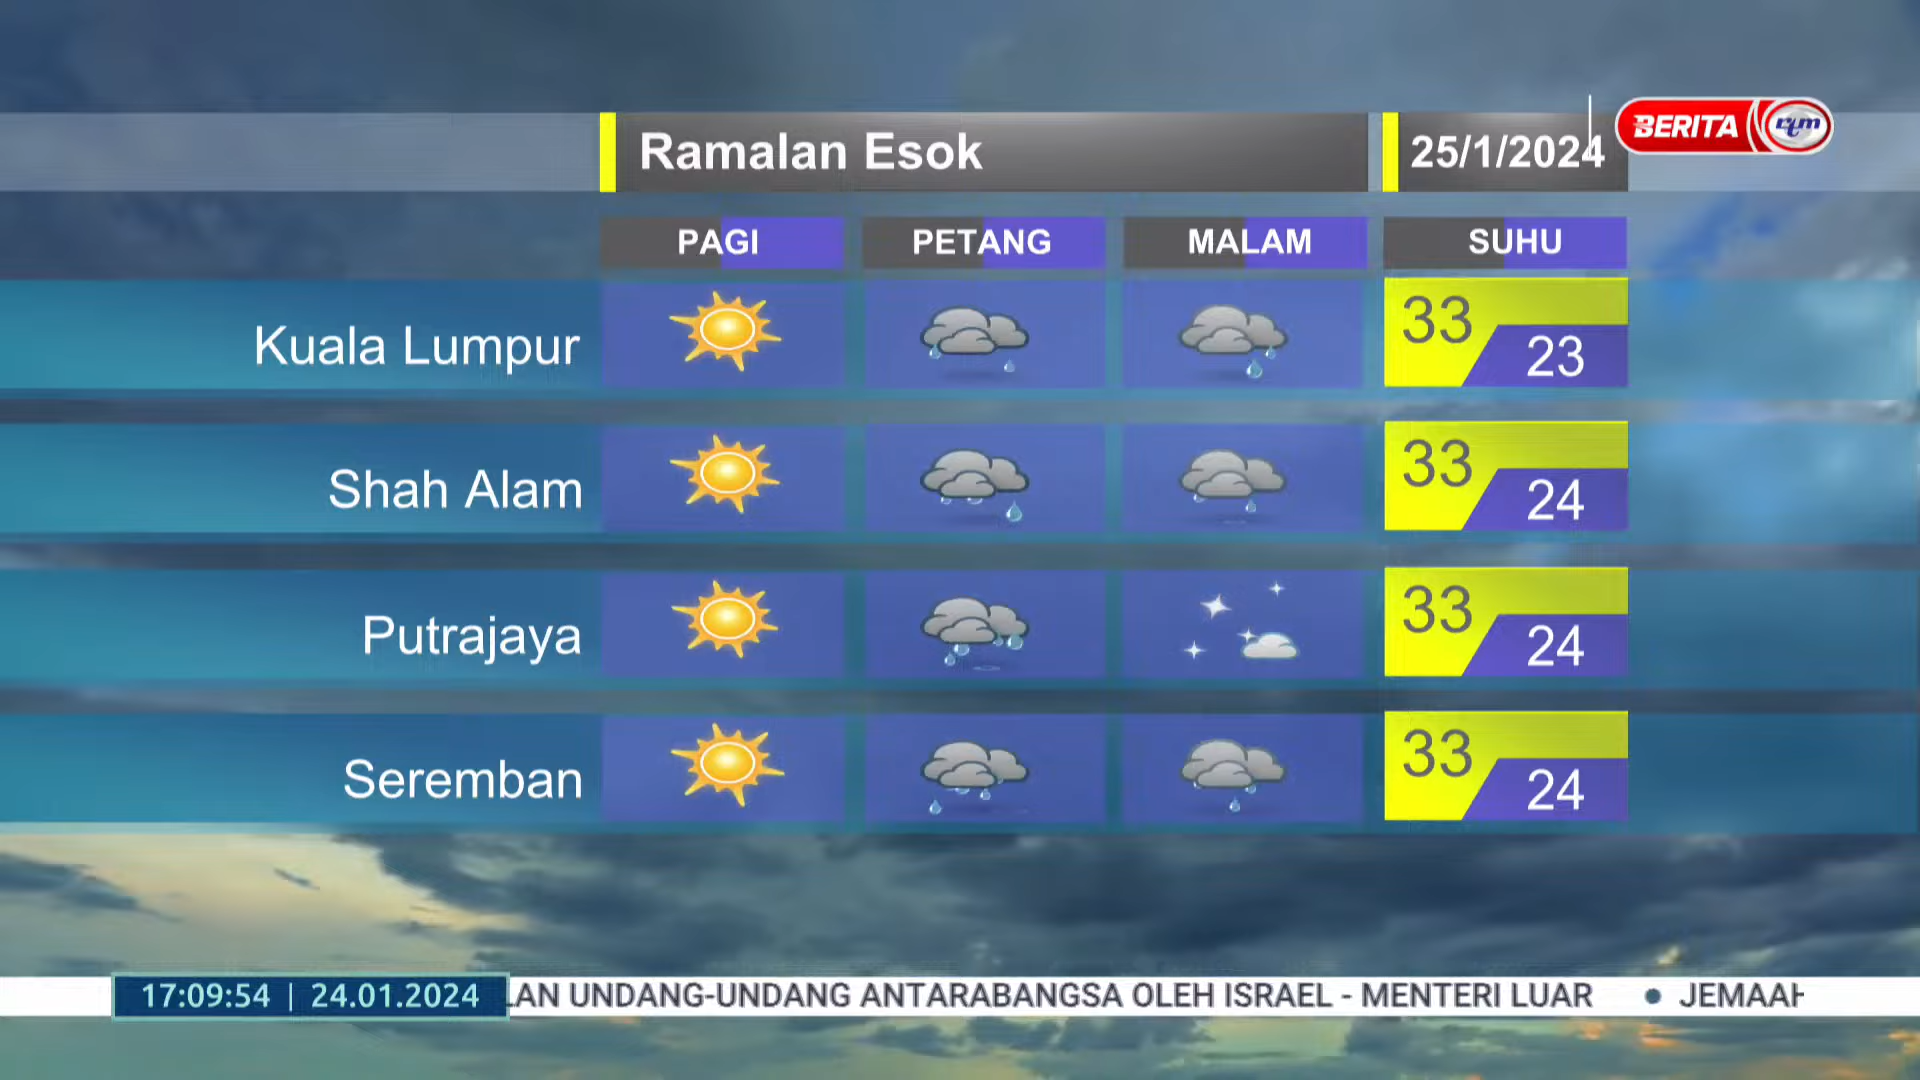 Ramalan Esok 25/1/2024 BERITA rtm
PAGI PETANG MALAM SUHU
Kuala Lumpur 33 23
Shah Alam 33 24
Putrajaya 33 24
Seremban 33 24
17:09:54 | 24.01.2024 LAN UNDANG-UNDANG ANTARABANGSA OLEH ISRAEL - MENTERI LUAR • JEMAAH